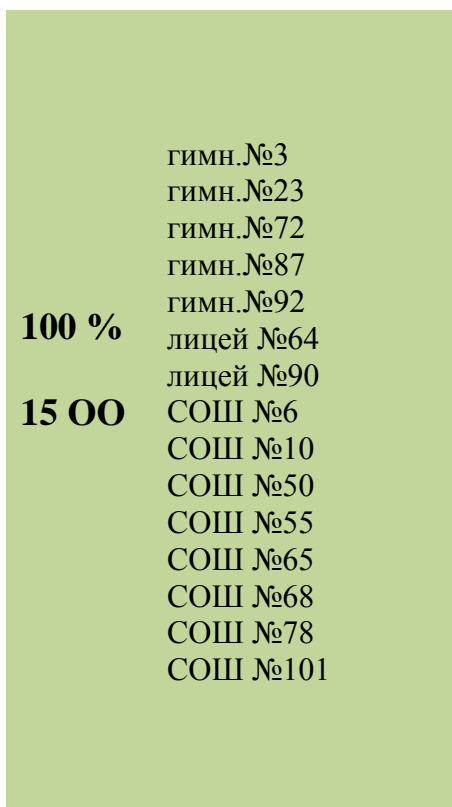 100 %
15 ОО
гимн.№3
гимн.№23
гимн.№72
гимн.№87
гимн.№92
лицей №64
лицей №90
СОШ №6
СОШ №10
СОШ №50
СОШ №55
СОШ №65
СОШ №68
СОШ №78
СОШ №101